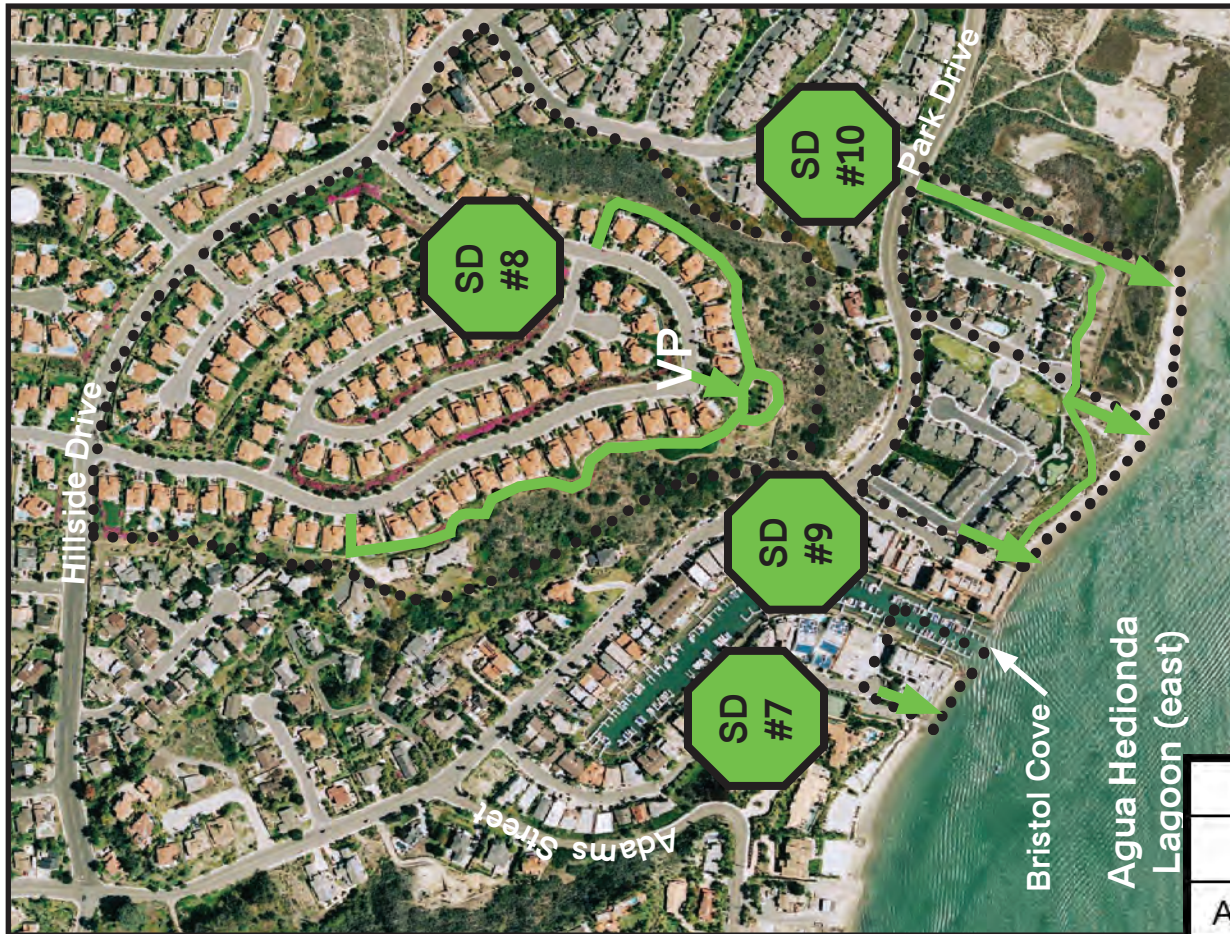 Hillside Drive
SD
#8
VP
SD
#10
Park Drive
SD
#9
SD
#7
Adams Street
Bristol Cove
Agua Hedionda
Lagoon (east)
A